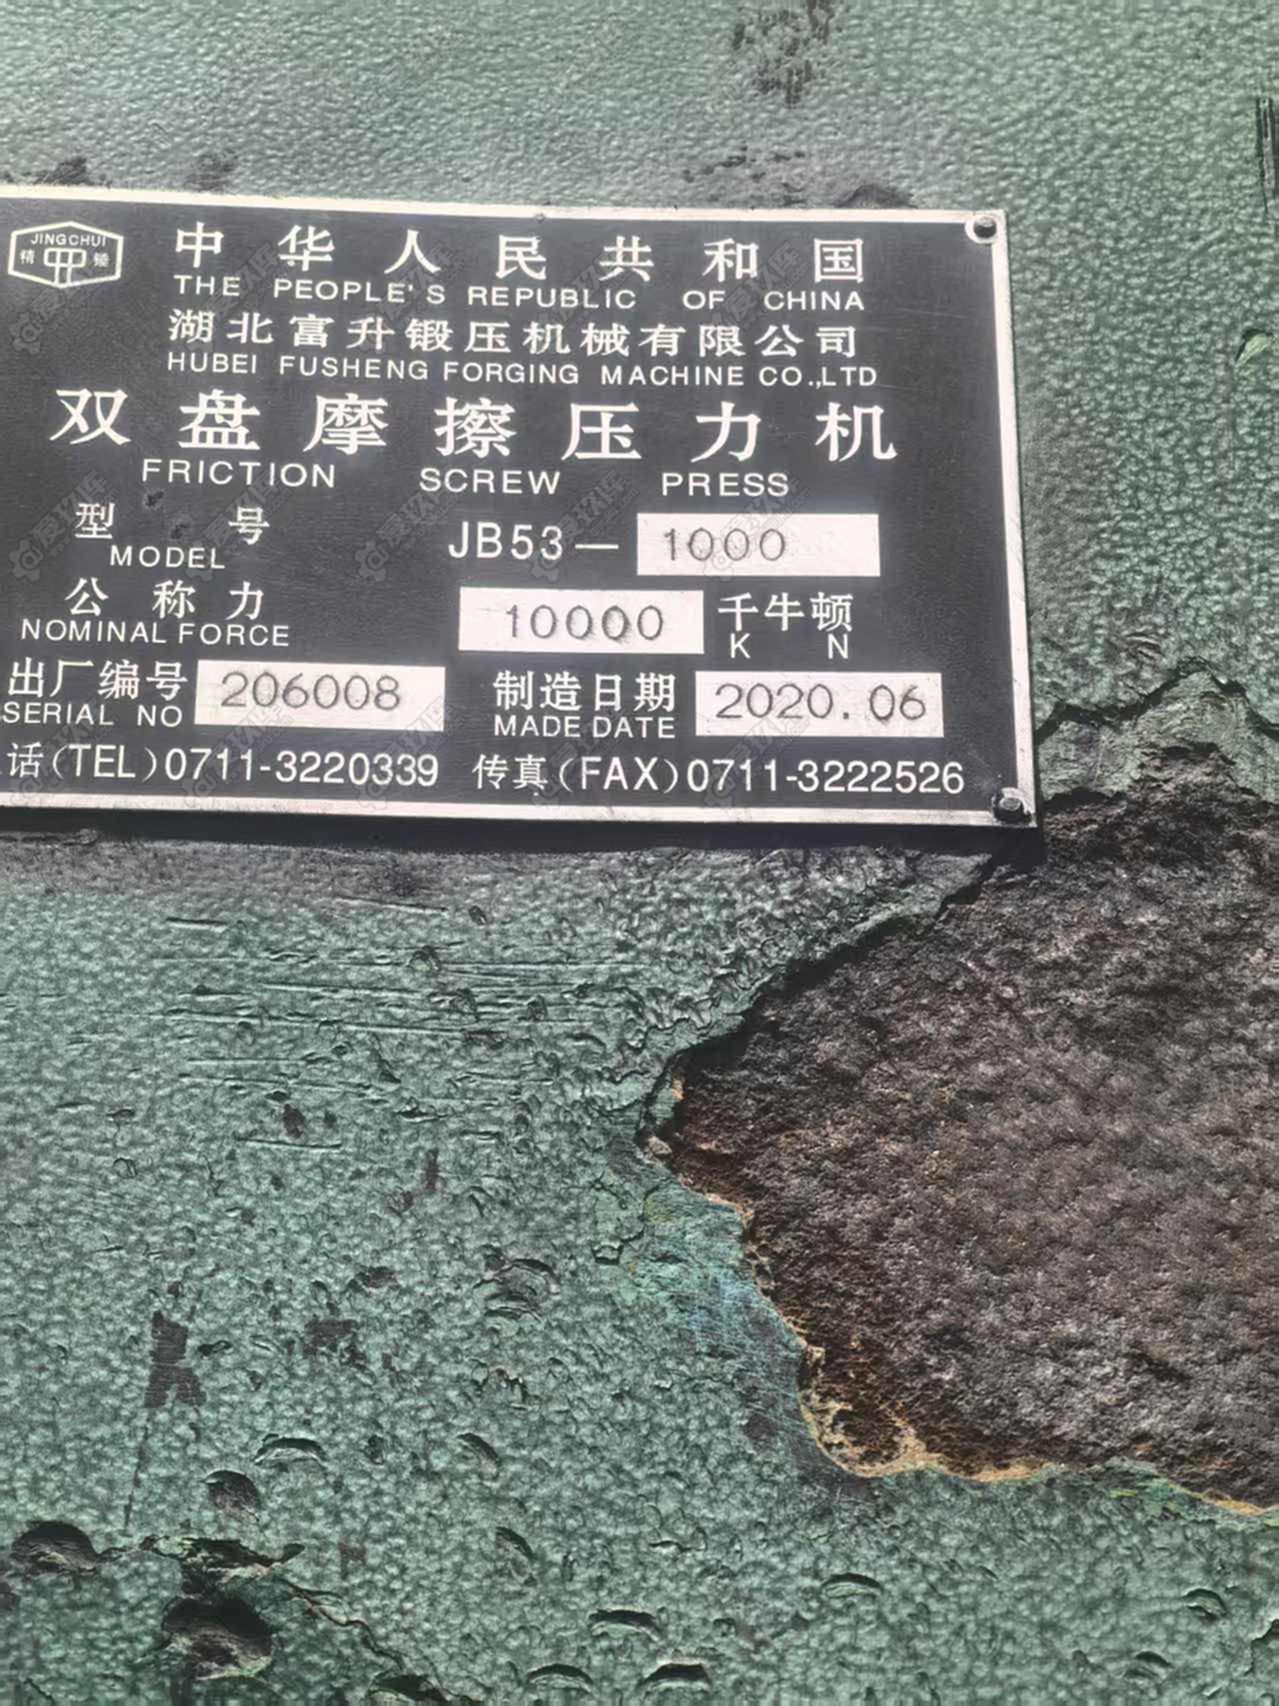 JINGCHUI
精 锤
中华人民共和国
THE PEOPLE'S REPUBLIC OF CHINA
湖北富升锻压机械有限公司
HUBEI FUSHENG FORGING MACHINE CO.,LTD
双盘摩擦压力机
FRICTION SCREW PRESS
型 号 JB53— 1000
MODEL
公 称 力 10000 千牛顿
NOMINAL FORCE K N
出厂编号 206008 制造日期 2020.06
SERIAL NO MADE DATE
话(TEL)0711-3220339 传真(FAX)0711-3222526